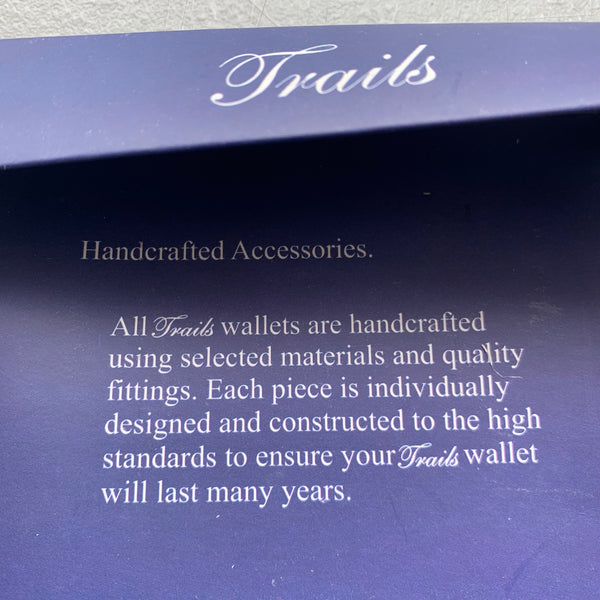 Trails
Handcrafted Accessories.
All Trails wallets are handcrafted
using selected materials and quality
fittings. Each piece is individually
designed and constructed to the high
standards to ensure your Trails wallet
will last many years.